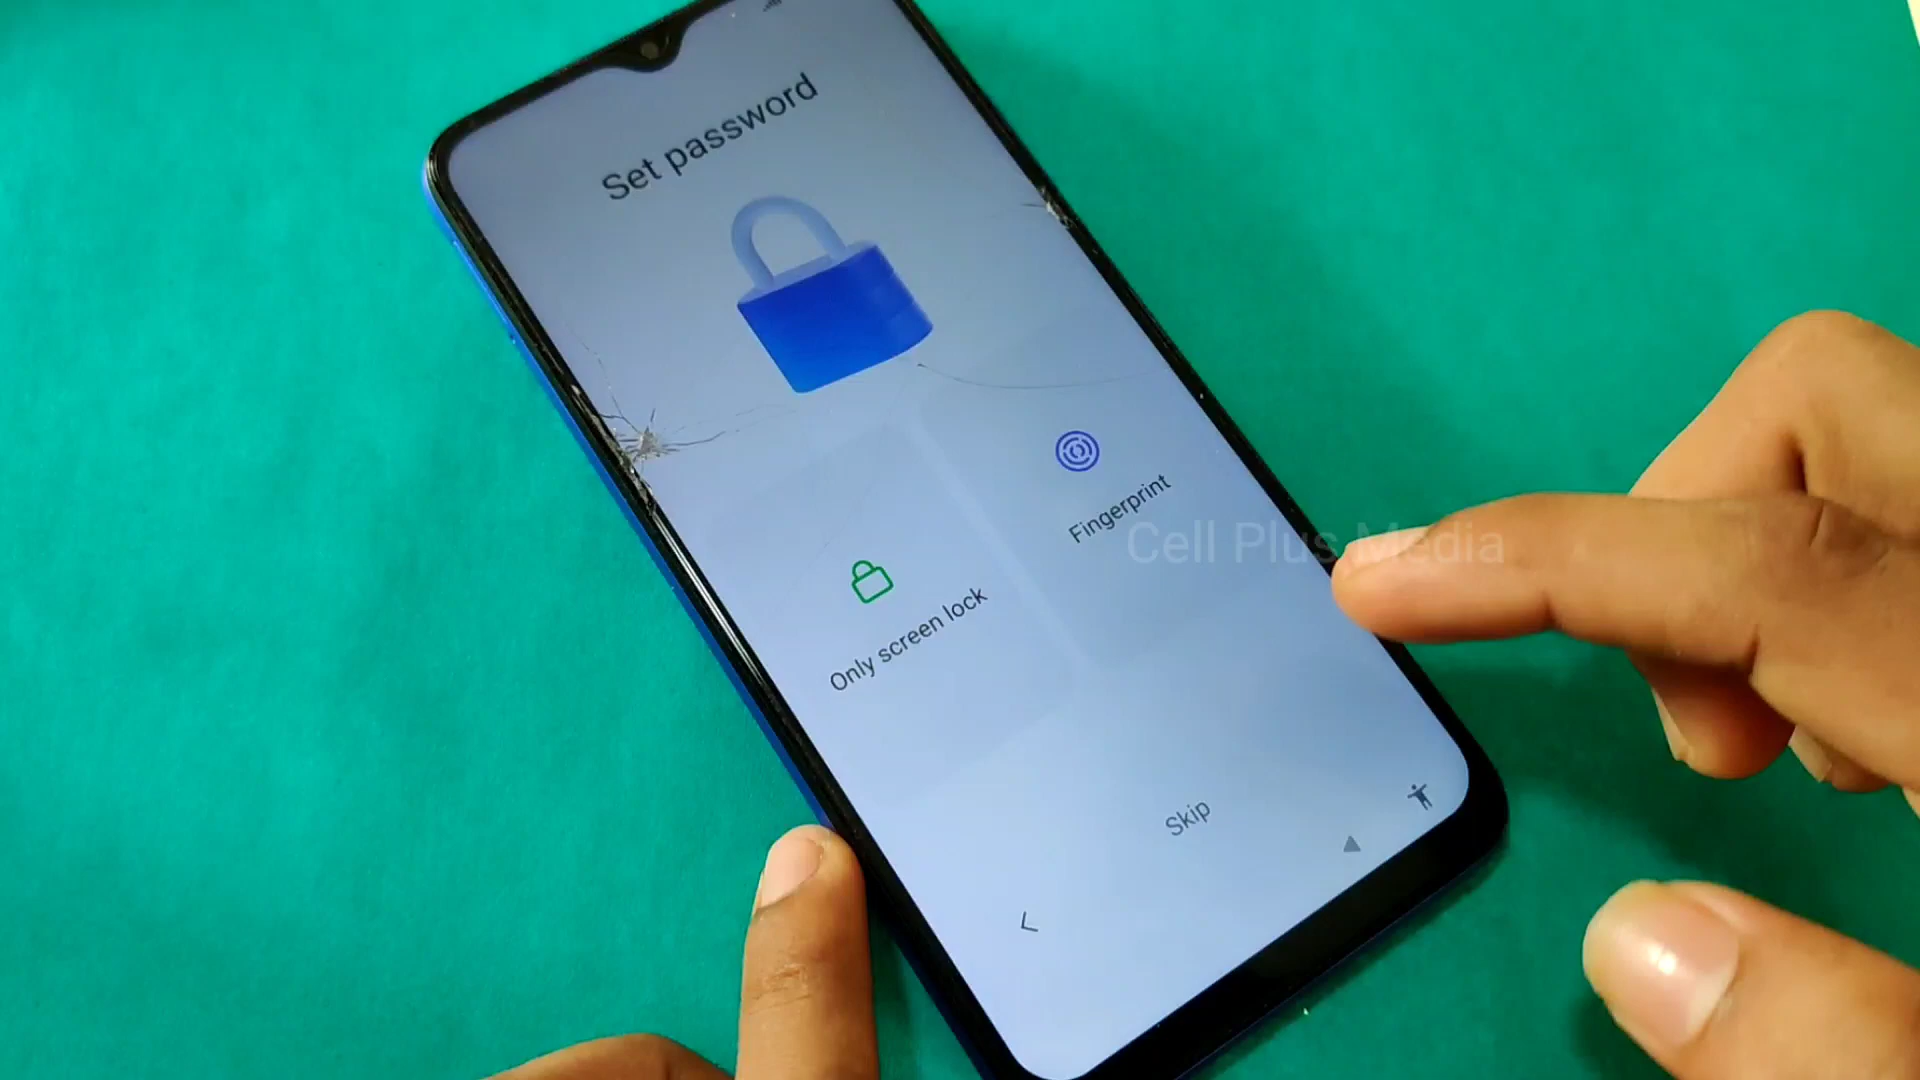 Set password
Fingerprint
Only screen lock
Cell Plus Media
Skip